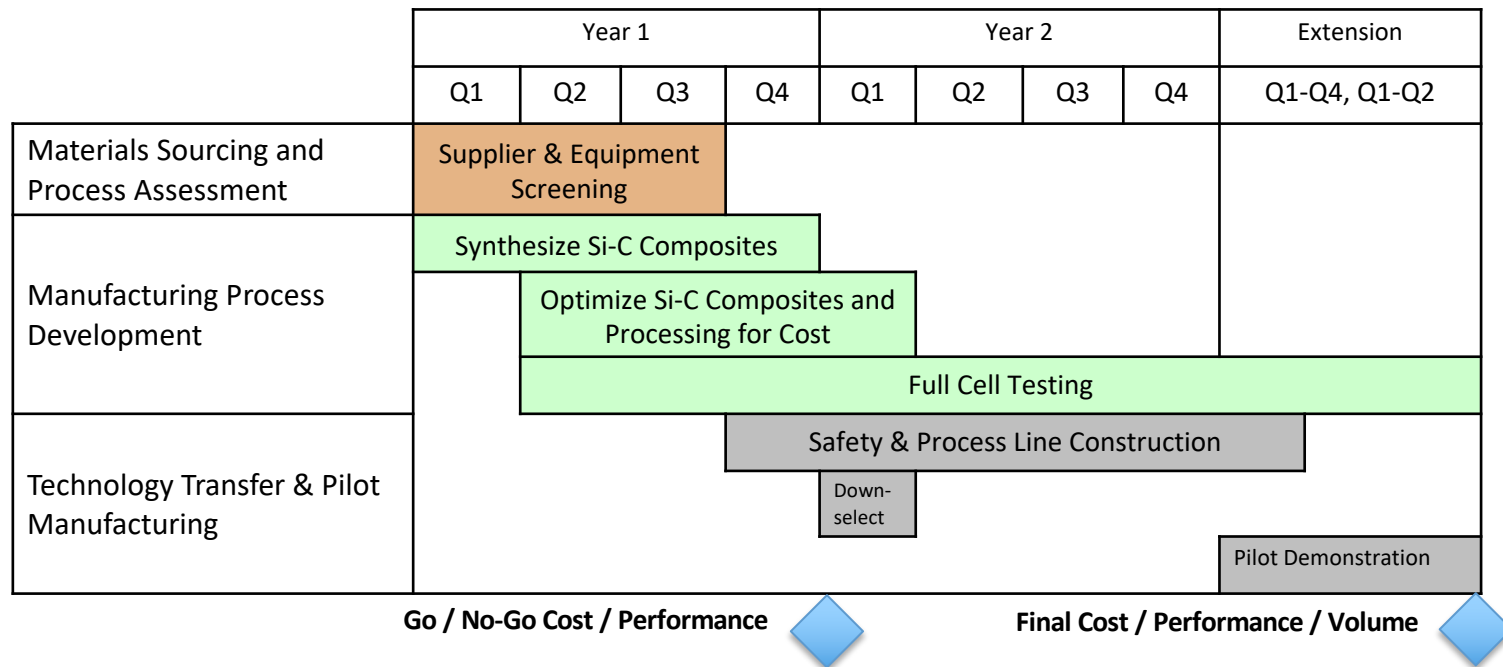 Year 1
Year 2
Extension
Q1
Q2
Q3
Q4
Q1
Q2
Q3
Q4
Q1-Q4, Q1-Q2
Materials Sourcing and
Process Assessment
Supplier & Equipment
Screening
Manufacturing Process
Development
Synthesize Si-C Composites
Optimize Si-C Composites and
Processing for Cost
Full Cell Testing
Technology Transfer & Pilot
Manufacturing
Safety & Process Line Construction
Down-
select
Pilot Demonstration
Go / No-Go Cost / Performance
Final Cost / Performance / Volume